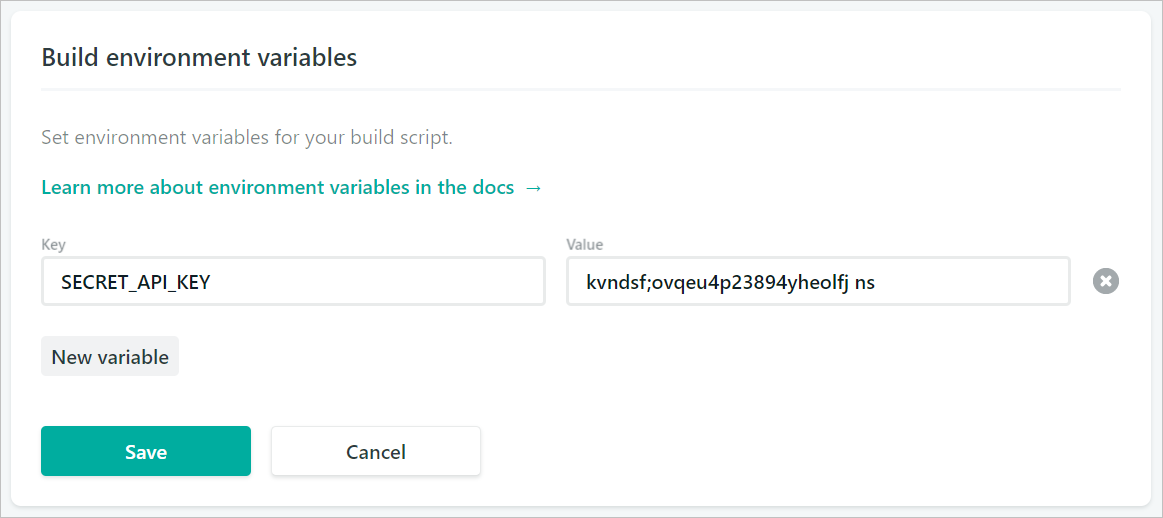 Build environment variables
Set environment variables for your build script.
Learn more about environment variables in the docs →
Key Value
SECRET_API_KEY kvndsf;ovqeu4p23894yheolfj ns
New variable
Save Cancel